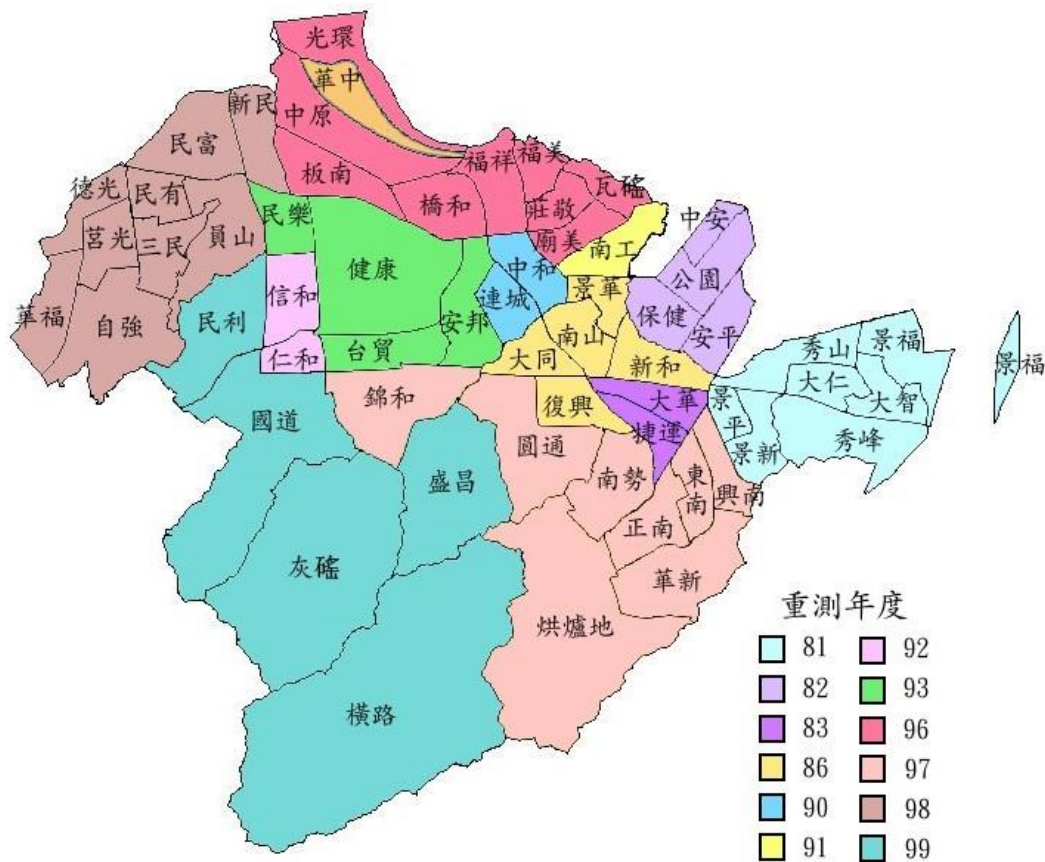 光環
華中
新民
中原
民富
福祥
福美
板南
瓦磘
德光
民有
橋和
莊敬
民樂
中安
莒光
三民
員山
廟美
南工
健康
中和
公園
信和
連城
景華
華福
自強
民利
安邦
南山
保健
安平
仁和
台貿
大同
新和
秀山
景福
景福
大仁
錦和
復興
大華
景平
大智
國道
圓通
捷運
景新
秀峰
盛昌
南勢
東南
興南
正南
灰磘
華新
烘爐地
橫路
重測年度
81 92
82 93
83 96
86 97
90 98
91 99